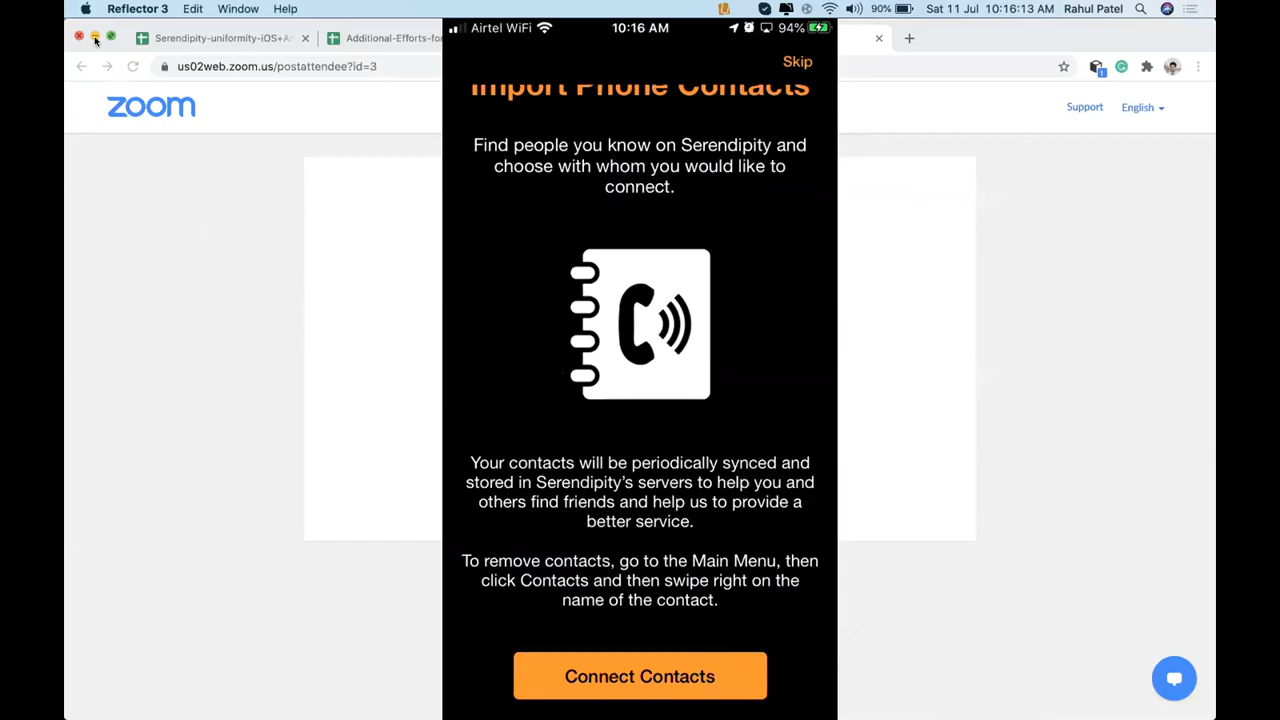 Reflector 3 Edit Window Help 90% Sat 11 Jul 10:16:13 AM Rahul Patel
Serendipity-uniformity-iOS+A
Additional-Efforts-for
us02web.zoom.us/postattendee?id=3
1
zoom
Support English
Airtel WiFi 10:16 AM 94%
Skip
Import Phone Contacts
Find people you know on Serendipity and
choose with whom you would like to
connect.
Your contacts will be periodically synced and
stored in Serendipity's servers to help you and
others find friends and help us to provide a
better service.
To remove contacts, go to the Main Menu, then
click Contacts and then swipe right on the
name of the contact.
Connect Contacts